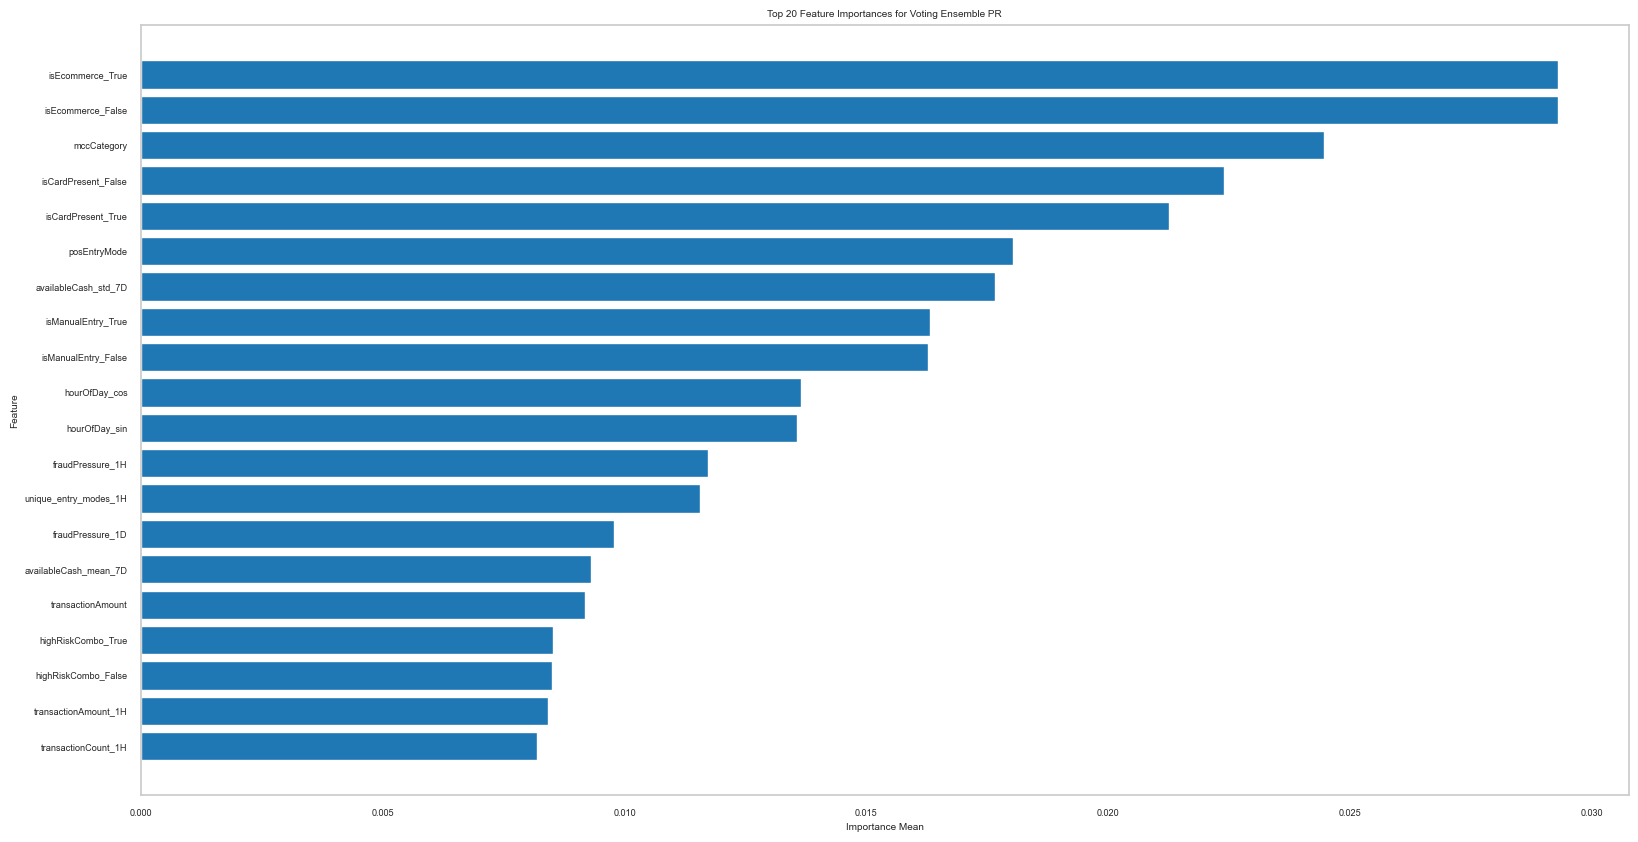 Top 20 Feature Importances for Voting Ensemble PR
isEcommerce_True
isEcommerce_False
mccCategory
isCardPresent_False
isCardPresent_True
posEntryMode
availableCash_std_7D
isManualEntry_True
isManualEntry_False
hourOfDay_cos
hourOfDay_sin
fraudPressure_1H
unique_entry_modes_1H
fraudPressure_1D
availableCash_mean_7D
transactionAmount
highRiskCombo_True
highRiskCombo_False
transactionAmount_1H
transactionCount_1H
Feature
0.000 0.005 0.010 0.015 0.020 0.025 0.030
Importance Mean